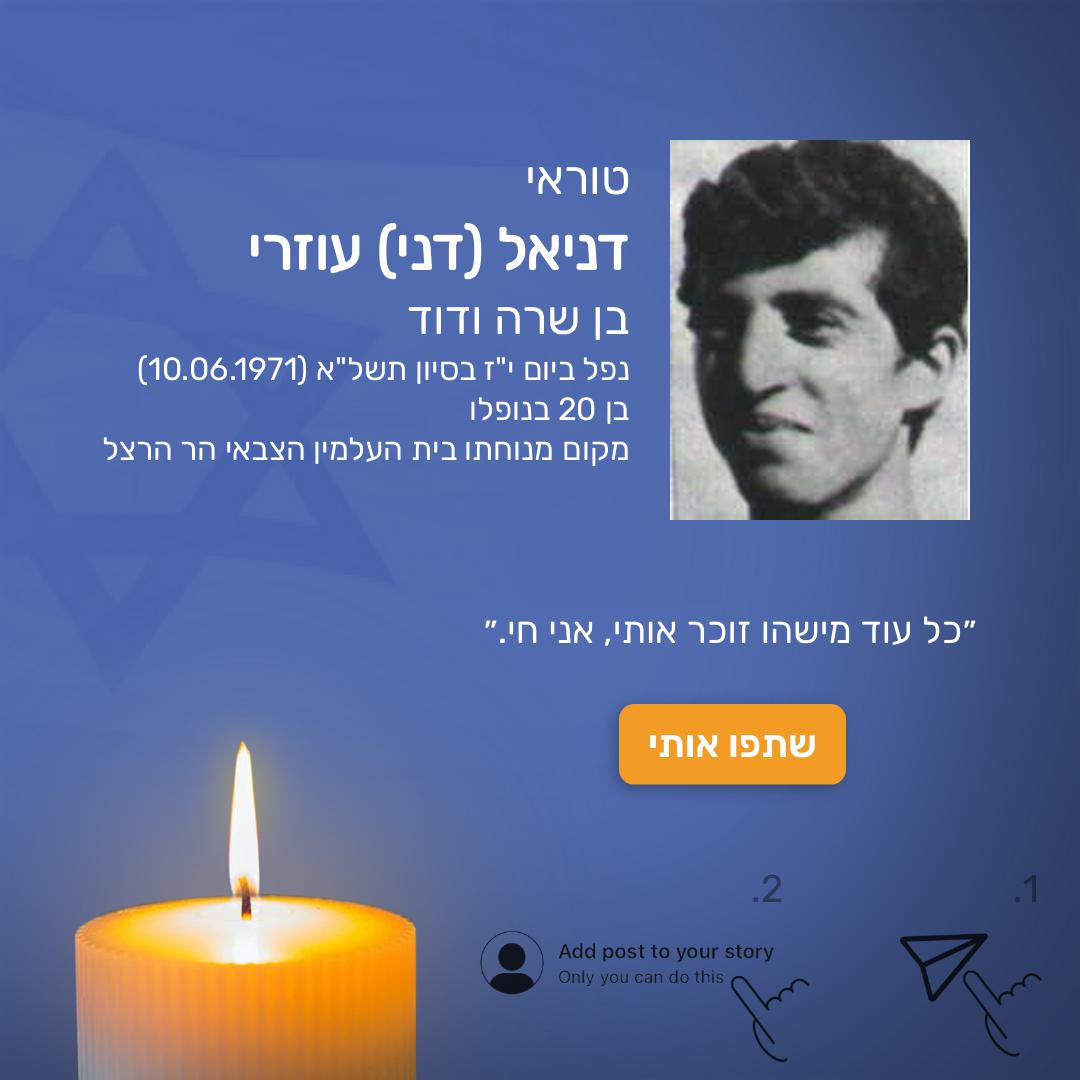 טוראי
דניאל (דני) עוזרי
בן שרה ודוד
נפל ביום י"ז בסיון תשל"א (10.06.1971)
בן 20 בנופלו
מקום מנוחתו בית העלמין הצבאי הר הרצל
״כל עוד מישהו זוכר אותי, אני חי.״
שתפו אותי
1.
2.
Add post to your story
Only you can do this